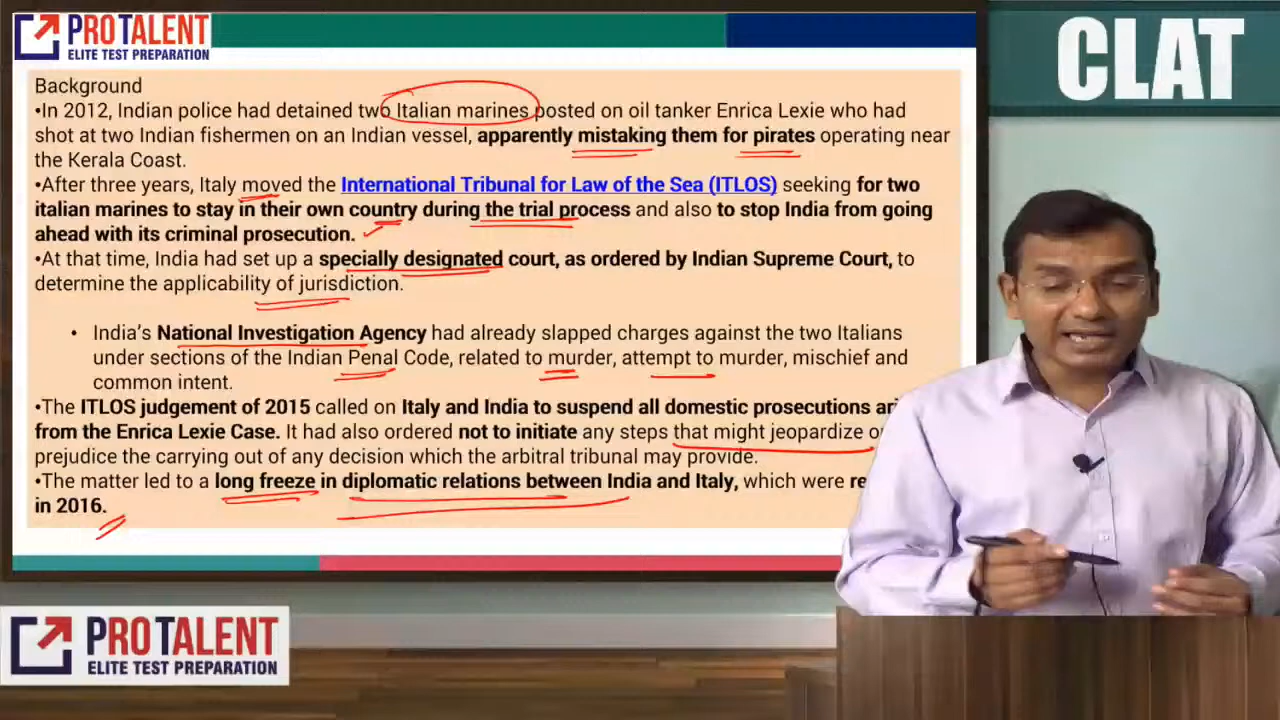 PROTALENT
ELITE TEST PREPARATION
CLAT
Background
•In 2012, Indian police had detained two Italian marines posted on oil tanker Enrica Lexie who had
shot at two Indian fishermen on an Indian vessel, apparently mistaking them for pirates operating near
the Kerala Coast.
•After three years, Italy moved the International Tribunal for Law of the Sea (ITLOS) seeking for two
italian marines to stay in their own country during the trial process and also to stop India from going
ahead with its criminal prosecution.
•At that time, India had set up a specially designated court, as ordered by Indian Supreme Court, to
determine the applicability of jurisdiction.
• India's National Investigation Agency had already slapped charges against the two Italians
under sections of the Indian Penal Code, related to murder, attempt to murder, mischief and
common intent.
•The ITLOS judgement of 2015 called on Italy and India to suspend all domestic prosecutions
from the Enrica Lexie Case. It had also ordered not to initiate any steps that might jeopardize
prejudice the carrying out of any decision which the arbitral tribunal may provide.
•The matter led to a long freeze in diplomatic relations between India and Italy, which were
in 2016.
PROTALENT
ELITE TEST PREPARATION